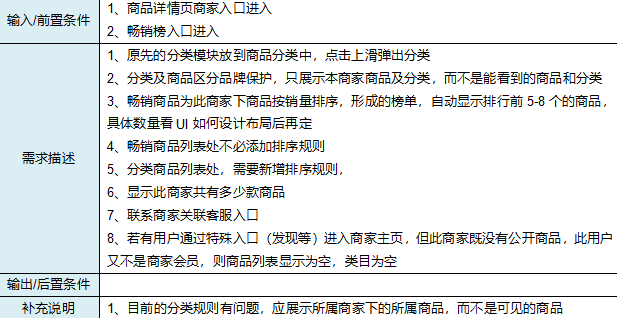 输入/前置条件
1、商品详情页商家入口进入
2、畅销榜入口进入
需求描述
1、原先的分类模块放到商品分类中，点击上滑弹出分类
2、分类及商品区分品牌保护，只展示本商家商品及分类，而不是能看到的商品和分类
3、畅销商品为此商家下商品按销量排序，形成的榜单，自动显示排行前 5-8 个的商品，
具体数量看 UI 如何设计布局后再定
4、畅销商品列表处不必添加排序规则
5、分类商品列表处，需要新增排序规则，
6、显示此商家共有多少款商品
7、联系商家关联客服入口
8、若有用户通过特殊入口（发现等）进入商家主页，但此商家既没有公开商品，此用户
又不是商家会员，则商品列表显示为空，类目为空
输出/后置条件
补充说明
1、目前的分类规则有问题，应展示所属商家下的所属商品，而不是可见的商品